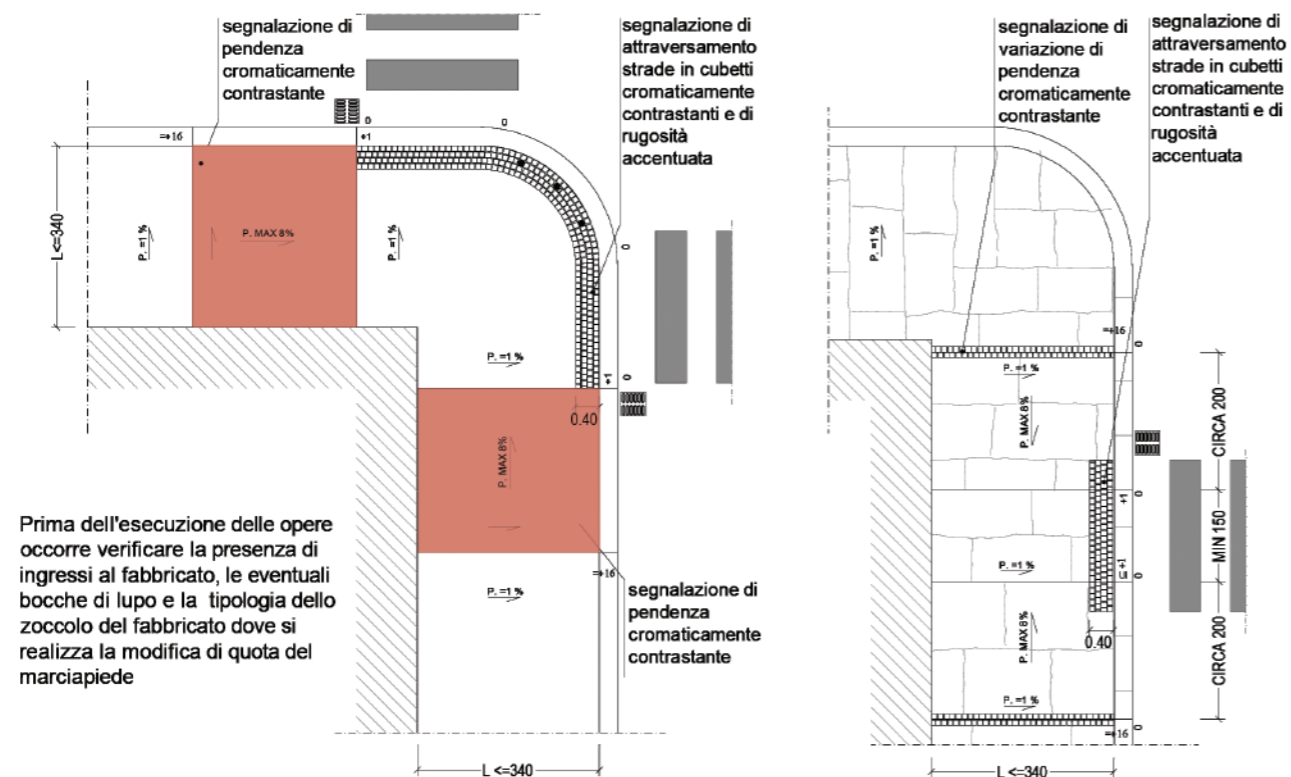 segnalazione di
pendenza
cromaticamente
contrastante
segnalazione di
attraversamento
strade in cubetti
cromaticamente
contrastanti e di
rugosità
accentuata
=+16
+1
0
0
L<=340
P. =1 %
P. MAX 8%
P. =1 %
0
P. =1 %
+1
0
0.40
P. MAX 8%
=+16
P. =1 %
segnalazione di
pendenza
cromaticamente
contrastante
L <=340
Prima dell'esecuzione delle opere
occorre verificare la presenza di
ingressi al fabbricato, le eventuali
bocche di lupo e la tipologia dello
zoccolo del fabbricato dove si
realizza la modifica di quota del
marciapiede
segnalazione di
variazione di
pendenza
cromaticamente
contrastante
segnalazione di
attraversamento
strade in cubetti
cromaticamente
contrastanti e di
rugosità
accentuata
P. =1 %
=+16
0
P. =1 %
P. MAX 8%
CIRCA 200
+1
0
MIN 150
P. =1 %
+1
0
P. MAX 8%
0.40
CIRCA 200
P. =1 %
0
=+16
L <=340